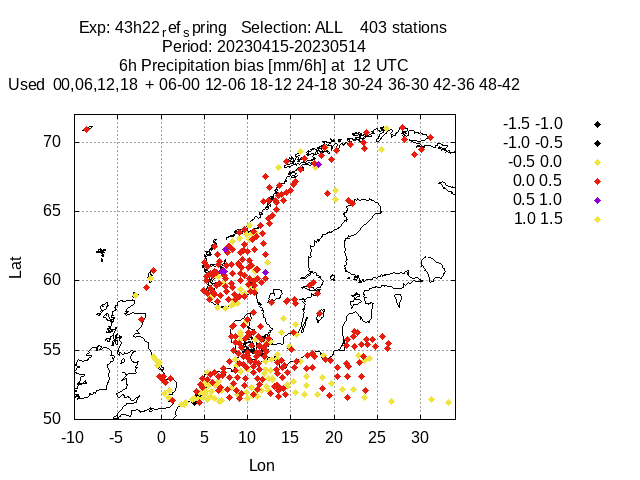 Exp: 43h22ref spring   Selection: ALL    403 stations
Period: 20230415-20230514
6h Precipitation bias [mm/6h] at  12 UTC
Used  00,06,12,18  + 06-00 12-06 18-12 24-18 30-24 36-30 42-36 48-42
-1.5 -1.0
-1.0 -0.5
-0.5 0.0
0.0 0.5
0.5 1.0
1.0 1.5
Lat
70
65
60
55
50
-10 -5 0 5 10 15 20 25 30
Lon